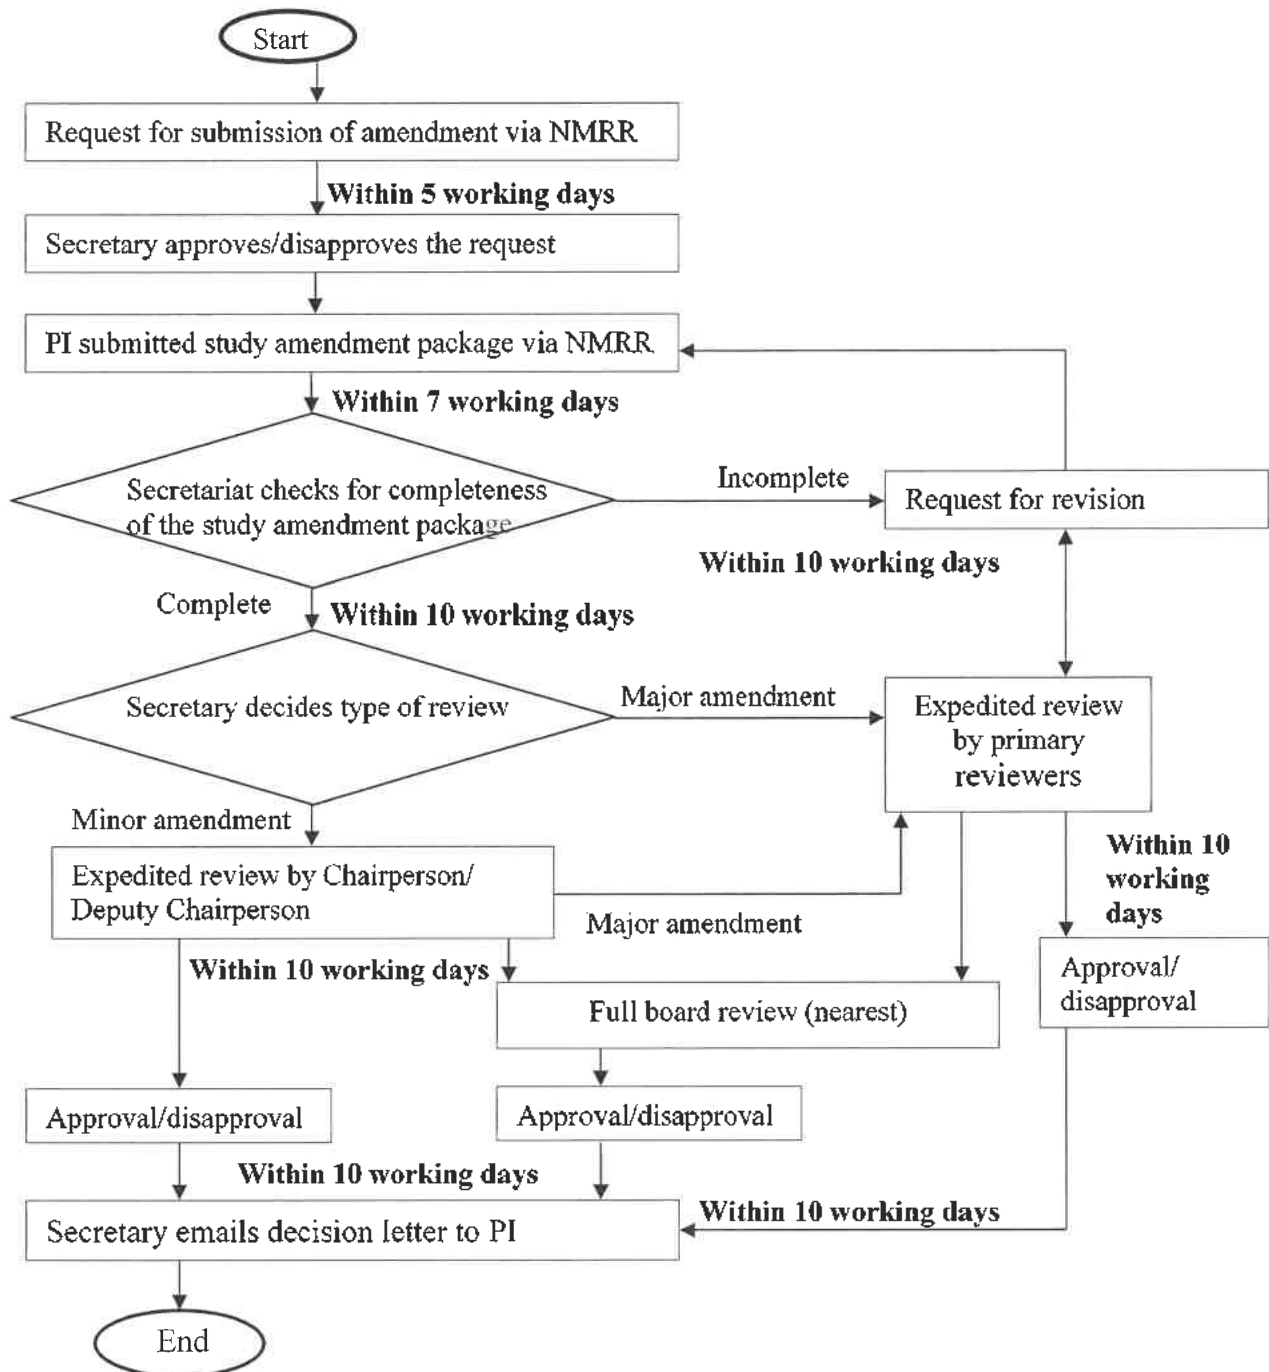 Start
Request for submission of amendment via NMRR
Within 5 working days
Secretary approves/disapproves the request
PI submitted study amendment package via NMRR
Within 7 working days
Secretariat checks for completeness
of the study amendment package
Incomplete
Request for revision
Within 10 working days
Complete
Within 10 working days
Secretary decides type of review
Major amendment
Expedited review
by primary
reviewers
Minor amendment
Expedited review by Chairperson/
Deputy Chairperson
Major amendment
Within 10
working
days
Within 10 working days
Full board review (nearest)
Approval/
disapproval
Approval/disapproval
Approval/disapproval
Within 10 working days
Within 10 working days
Secretary emails decision letter to PI
End